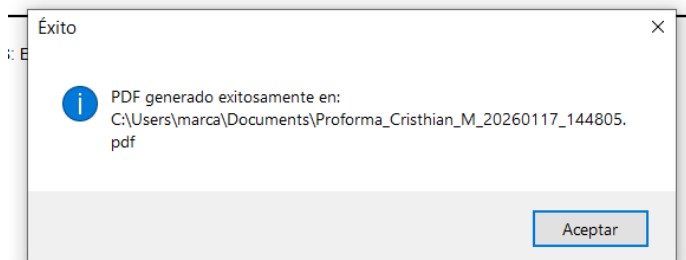 Éxito
PDF generado exitosamente en:
C:\Users\marca\Documents\Proforma_Cristhian_M_20260117_144805.
pdf
Aceptar